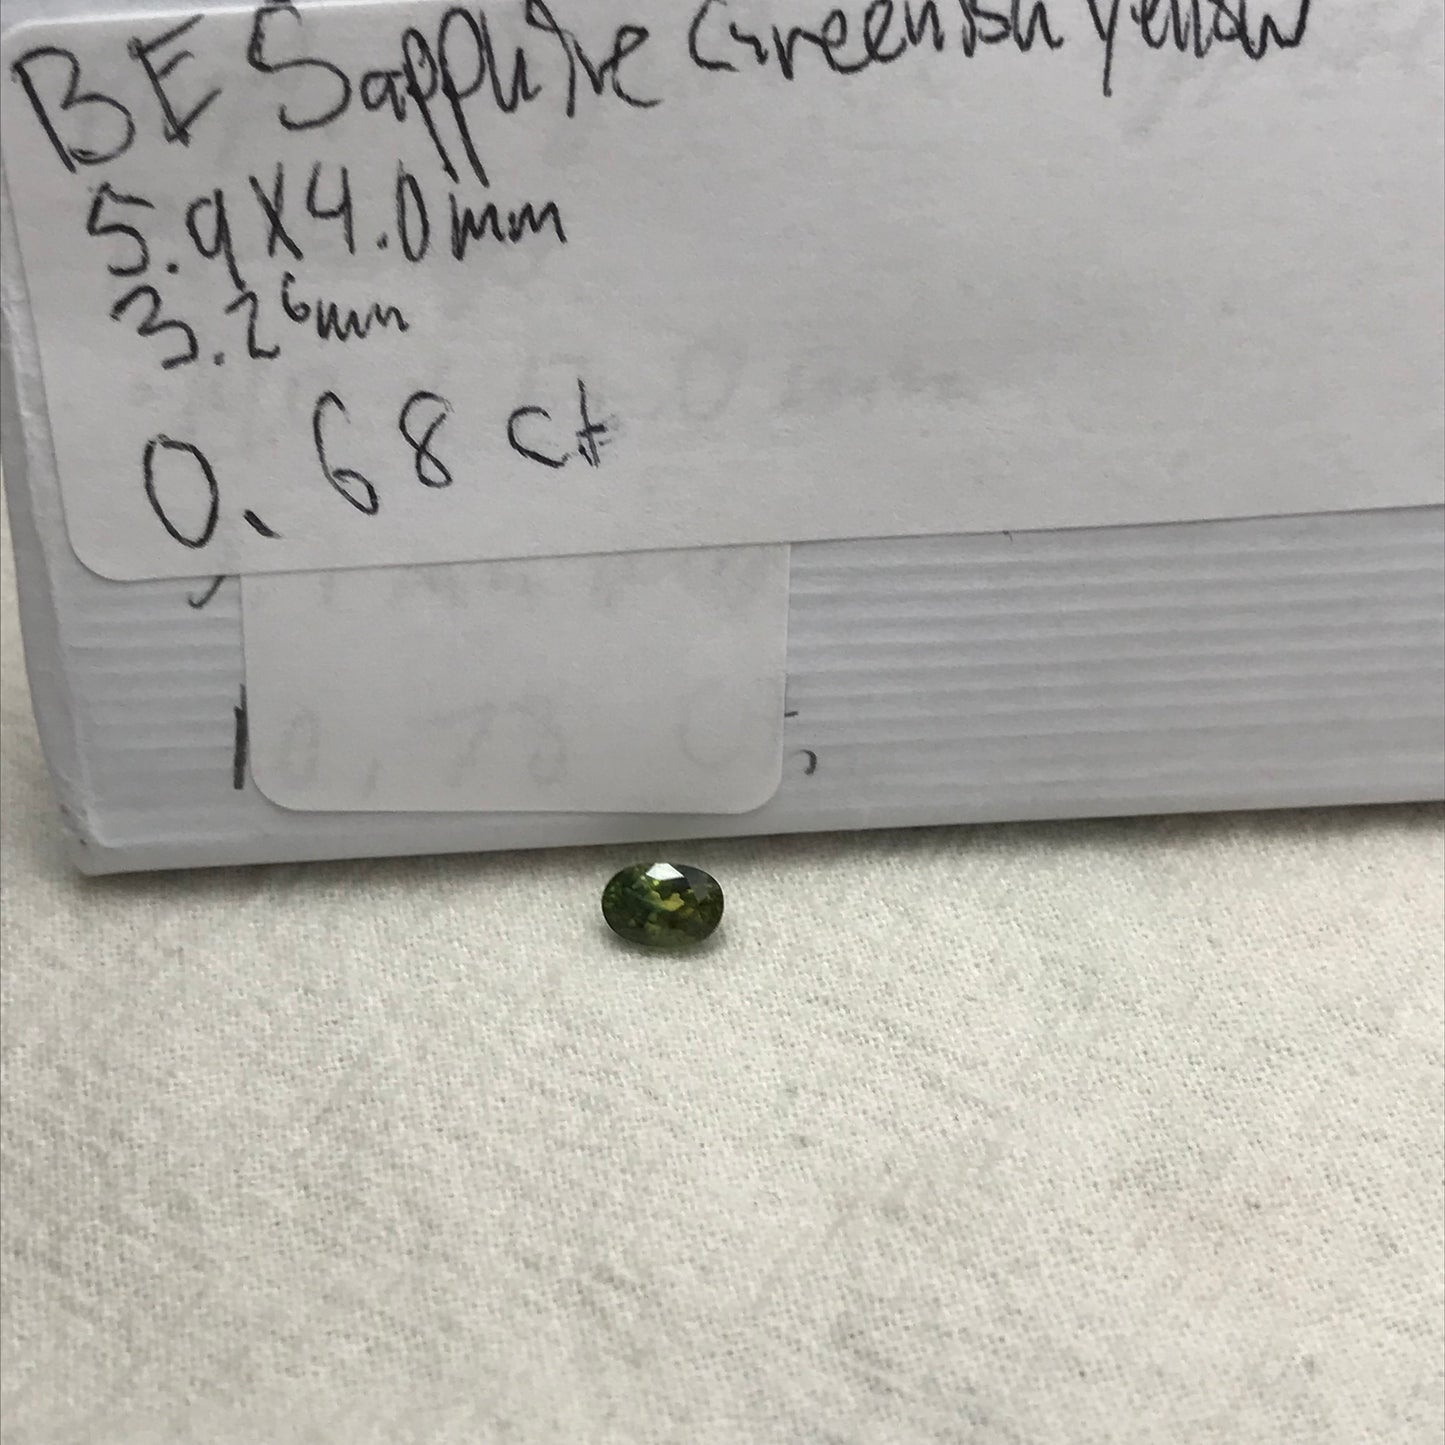 BE Sapphire Greenish yellow
5.9X4.0mm
3.26mm
0.68 ct